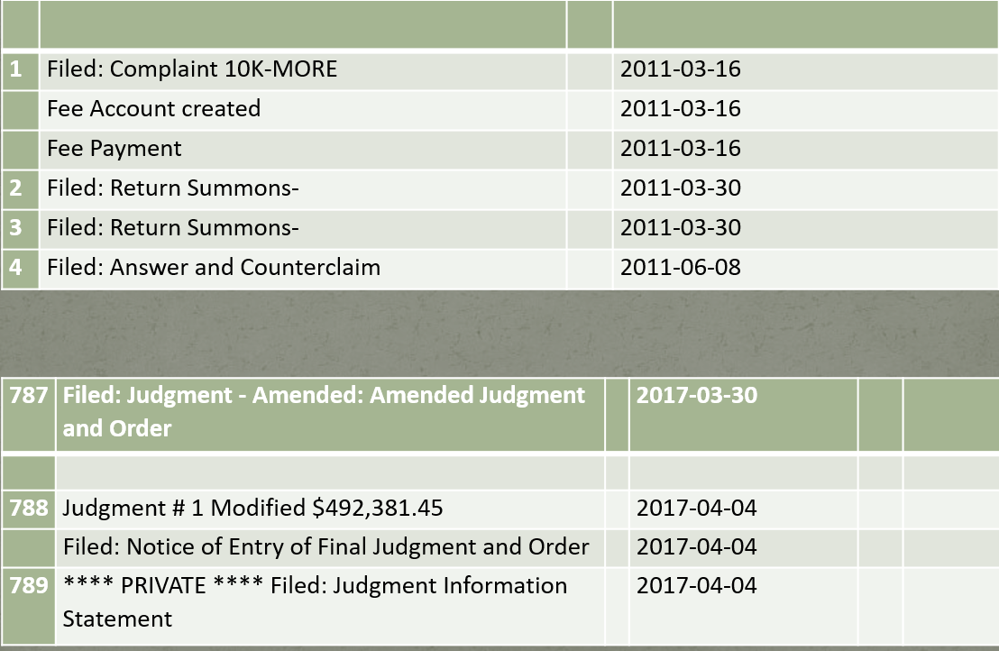 1 Filed: Complaint 10K-MORE 2011-03-16
Fee Account created 2011-03-16
Fee Payment 2011-03-16
2 Filed: Return Summons- 2011-03-30
3 Filed: Return Summons- 2011-03-30
4 Filed: Answer and Counterclaim 2011-06-08
787 Filed: Judgment - Amended: Amended Judgment 2017-03-30
and Order
788 Judgment # 1 Modified $492,381.45 2017-04-04
Filed: Notice of Entry of Final Judgment and Order 2017-04-04
789 **** PRIVATE **** Filed: Judgment Information 2017-04-04
Statement